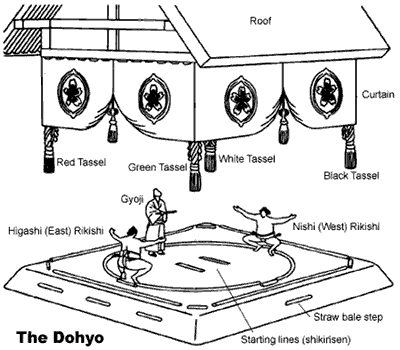 Roof
Curtain
Red Tassel
Green Tassel
White Tassel
Black Tassel
Gyoji
Higashi (East) Rikishi
Nishi (West) Rikishi
Straw bale step
Starting lines (shikirisen)
The Dohyo